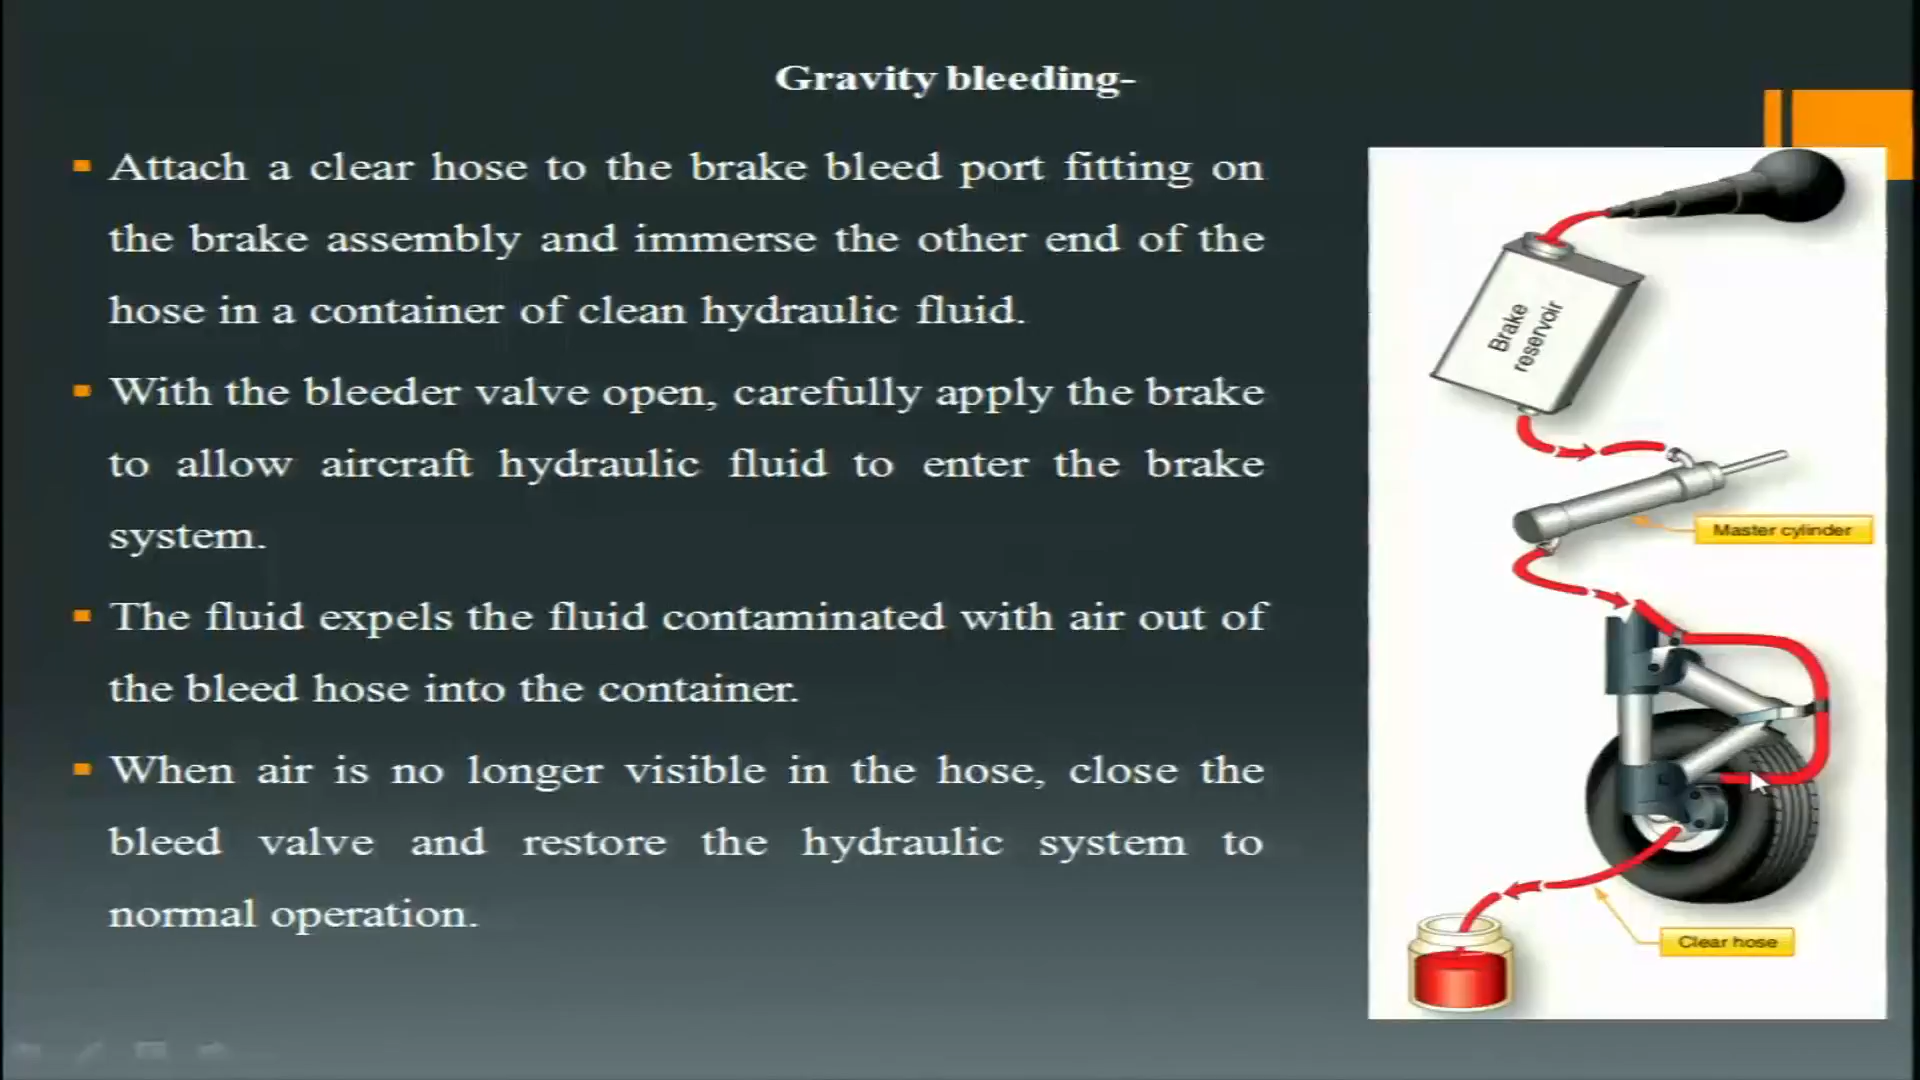 Gravity bleeding-
Attach a clear hose to the brake bleed port fitting on
the brake assembly and immerse the other end of the
hose in a container of clean hydraulic fluid.
With the bleeder valve open, carefully apply the brake
to allow aircraft hydraulic fluid to enter the brake
system.
The fluid expels the fluid contaminated with air out of
the bleed hose into the container.
When air is no longer visible in the hose, close the
bleed valve and restore the hydraulic system to
normal operation.
Brake
reservoir
Master cylinder
Clear hose